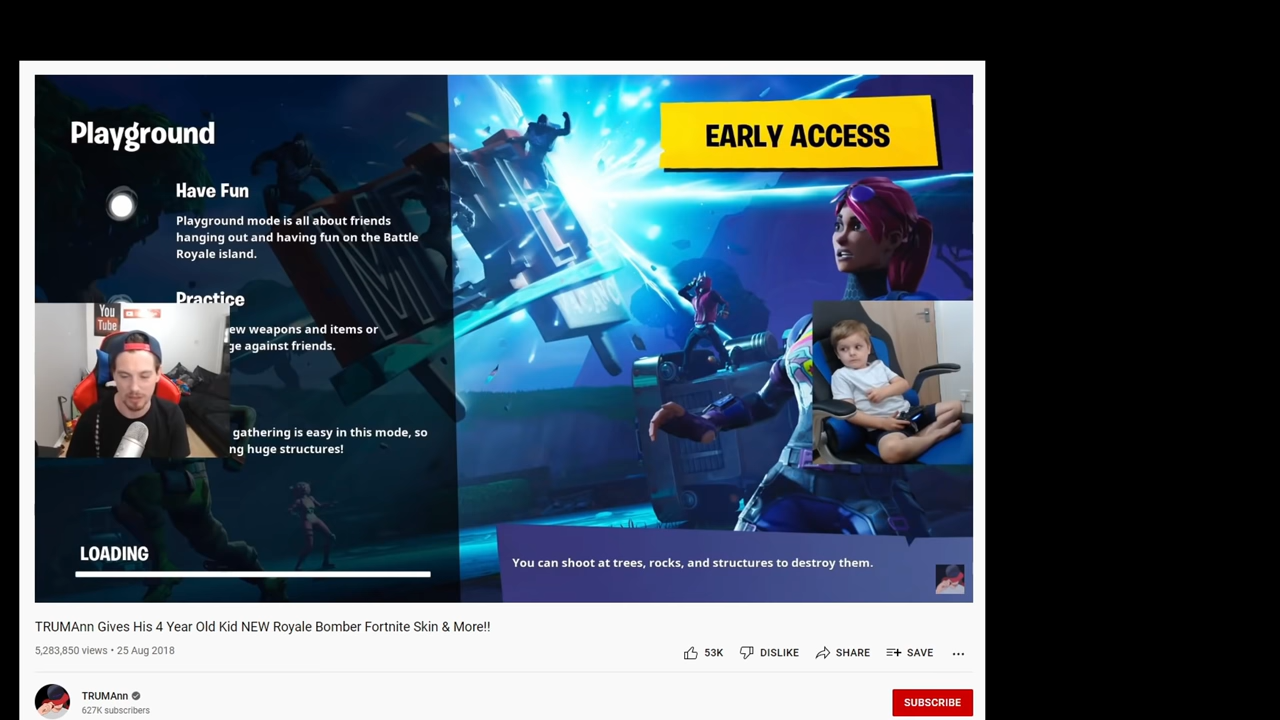 Playground
EARLY ACCESS
Have Fun
Playground mode is all about friends
hanging out and having fun on the Battle
Royale island.
Practice
ew weapons and items or
ge against friends.
gathering is easy in this mode, so
ng huge structures!
You
Tube
LOADING
You can shoot at trees, rocks, and structures to destroy them.
TRUMAnn Gives His 4 Year Old Kid NEW Royale Bomber Fortnite Skin & More!!
5,283,850 views • 25 Aug 2018
53K DISLIKE SHARE SAVE
TRUMAnn
627K subscribers
SUBSCRIBE